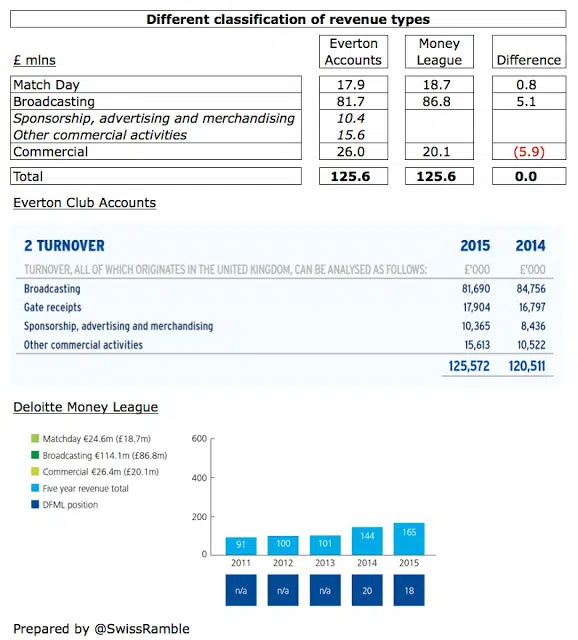 Different classification of revenue types
£ mlns Everton Accounts Money League Difference
Match Day 17.9 18.7 0.8
Broadcasting 81.7 86.8 5.1
Sponsorship, advertising and merchandising 10.4
Other commercial activities 15.6
Commercial 26.0 20.1 (5.9)
Total 125.6 125.6 0.0
Everton Club Accounts
2 TURNOVER 2015 2014
TURNOVER, ALL OF WHICH ORIGINATES IN THE UNITED KINGDOM, CAN BE ANALYSED AS FOLLOWS: £'000 £'000
Broadcasting 81,690 84,756
Gate receipts 17,904 16,797
Sponsorship, advertising and merchandising 10,365 8,436
Other commercial activities 15,613 10,522
125,572 120,511
Deloitte Money League
Matchday €24.6m (£18.7m)
Broadcasting €114.1m (£86.8m)
Commercial €26.4m (£20.1m)
Five year revenue total
DFML position
600
400
200
0
91 100 101 144 165
2011 2012 2013 2014 2015
n/a n/a n/a 20 18
Prepared by @SwissRamble